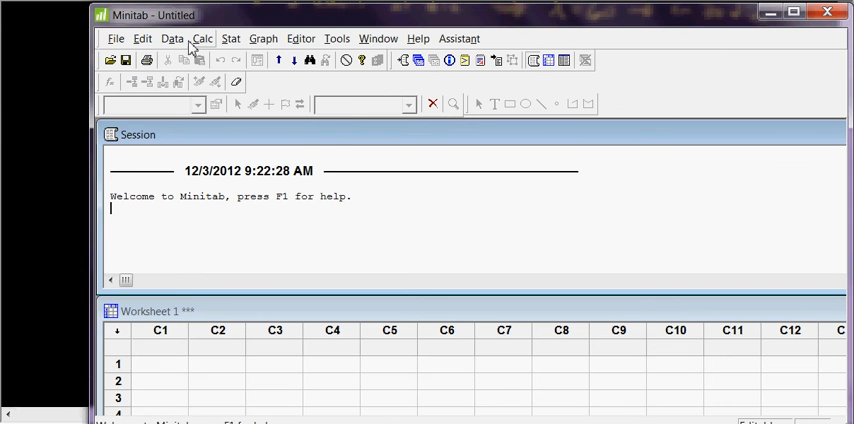 Minitab - Untitled
File Edit Data Calc Stat Graph Editor Tools Window Help Assistant
Session
12/3/2012 9:22:28 AM
Welcome to Minitab, press F1 for help.
Worksheet 1 ***
C1 C2 C3 C4 C5 C6 C7 C8 C9 C10 C11 C12 C
1
2
3
4